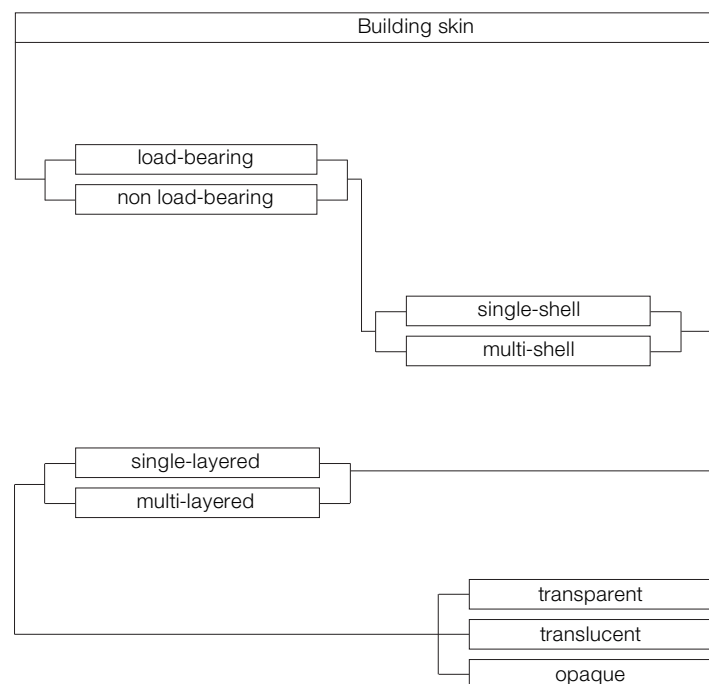 Building skin
load-bearing
non load-bearing
single-shell
multi-shell
single-layered
multi-layered
transparent
translucent
opaque